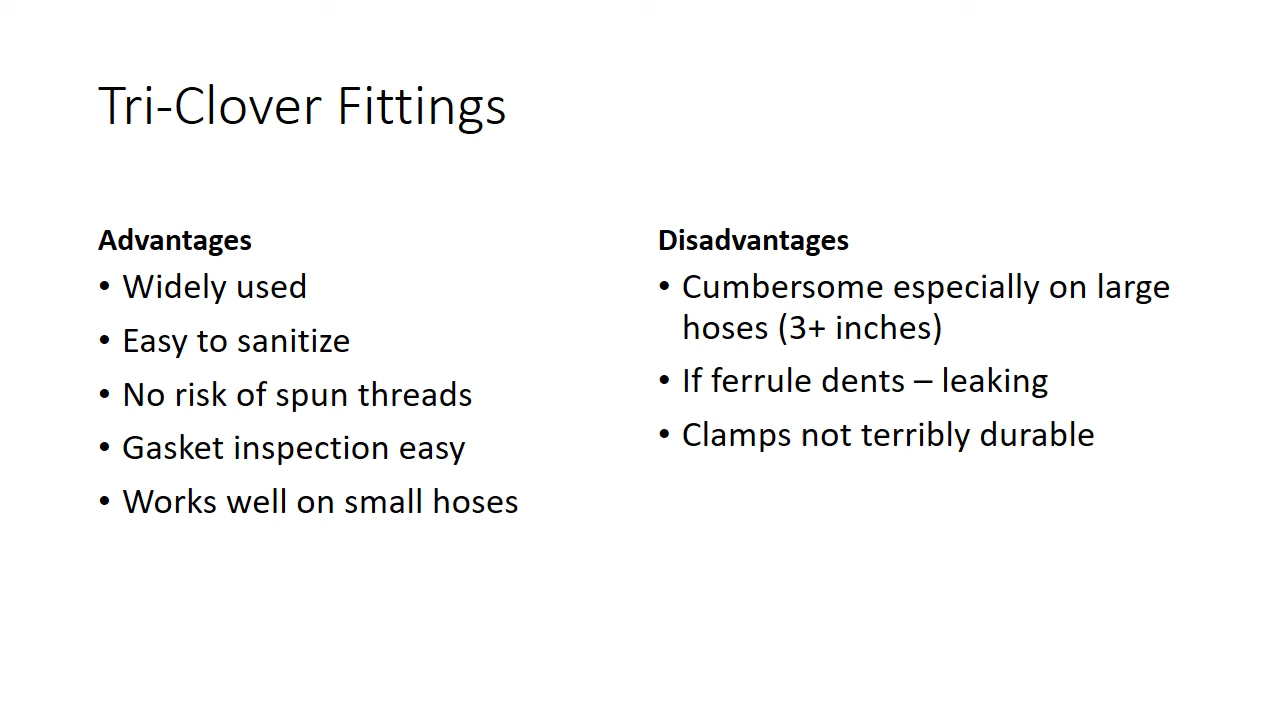 Tri-Clover Fittings
Advantages
• Widely used
• Easy to sanitize
• No risk of spun threads
• Gasket inspection easy
• Works well on small hoses
Disadvantages
• Cumbersome especially on large
hoses (3+ inches)
• If ferrule dents – leaking
• Clamps not terribly durable